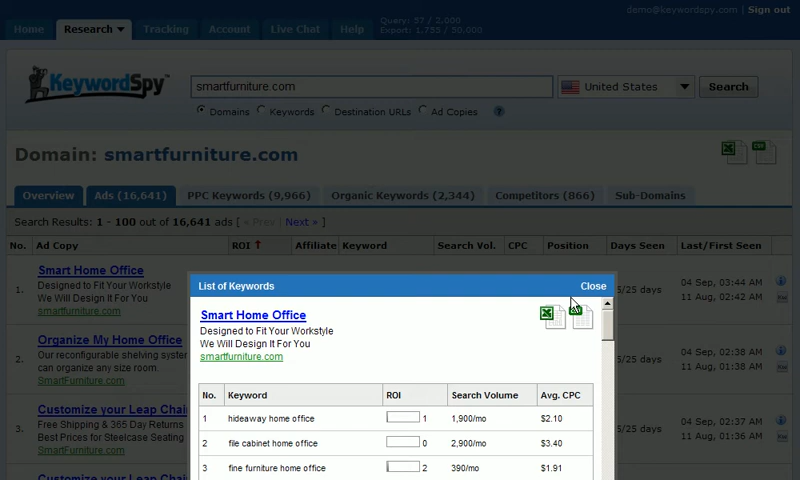 demo@keywordspy.com | Sign out
Home Research Tracking Account Live Chat Help
Query: 57 / 2,000
Export: 1,755 / 50,000
KeywordSpy
smartfurniture.com United States Search
Domains Keywords Destination URLs Ad Copies ?
Domain: smartfurniture.com
Overview Ads (16,641) PPC Keywords (9,966) Organic Keywords (2,344) Competitors (866) Sub-Domains
Search Results: 1 - 100 out of 16,641 ads [ « Prev | Next » ]
No. Ad Copy ROI Affiliate Keyword Search Vol. CPC Position Days Seen Last/First Seen
1. Smart Home Office
Designed to Fit Your Workstyle
We Will Design It For You
smartfurniture.com
5/25 days
04 Sep, 03:44 AM
11 Aug, 02:42 AM
2. Organize My Home Office
Our reconfigurable shelving
can organize any size room.
SmartFurniture.com
5/25 days
04 Sep, 02:38 AM
11 Aug, 01:38 AM
3. Customize your Leap Chair
Free Shipping & 365 Day Returns
Best Prices for Steelcase Seating
SmartFurniture.com
5/25 days
04 Sep, 02:37 AM
11 Aug, 01:36 AM
Customize your Leap Chair
List of Keywords Close
Smart Home Office
Designed to Fit Your Workstyle
We Will Design It For You
smartfurniture.com
No. Keyword ROI Search Volume Avg. CPC
1 hideaway home office 1 1,900/mo $2.10
2 file cabinet home office 0 2,900/mo $3.40
3 fine furniture home office 2 390/mo $1.91